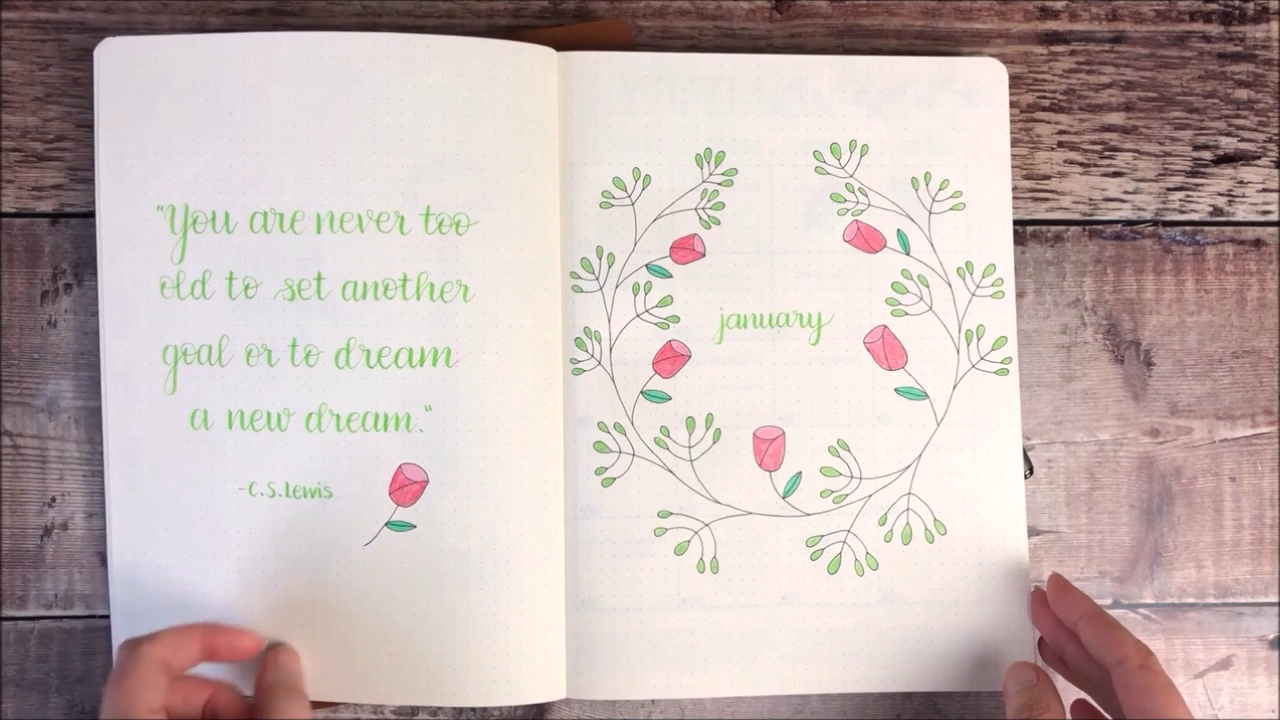 "You are never too
old to set another
goal or to dream
a new dream."
-C.S.Lewis
january